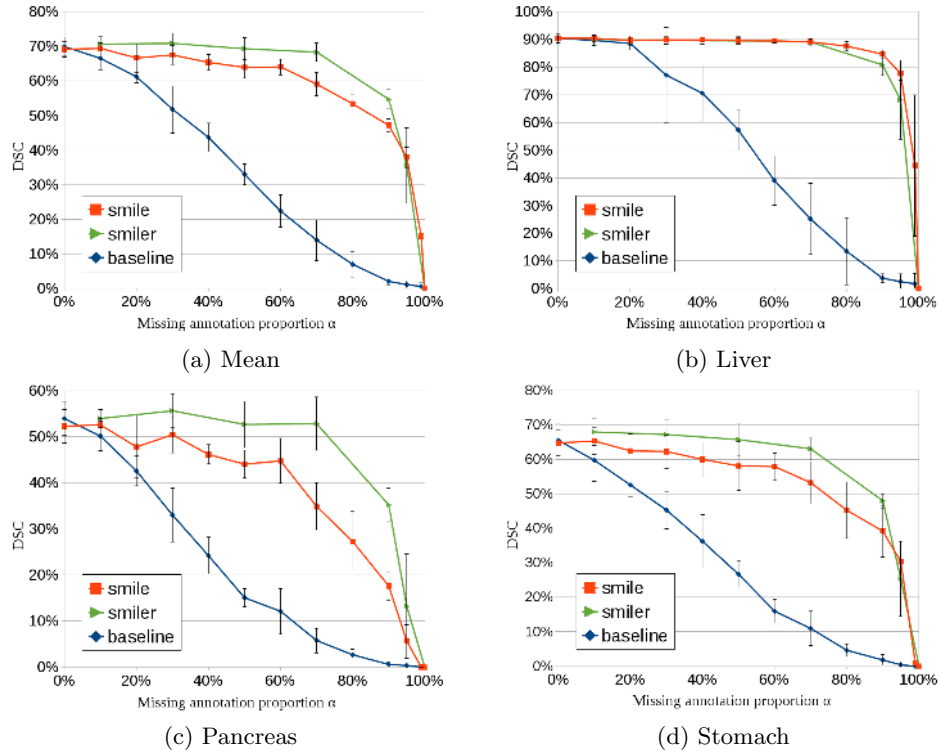 80%
70%
60%
50%
40%
30%
20%
10%
0%
DSC
smile
smiler
baseline
0% 20% 40% 60% 80% 100%
Missing annotation proportion α
(a) Mean
100%
90%
80%
70%
60%
50%
40%
30%
20%
10%
0%
DSC
smile
smiler
baseline
0% 20% 40% 60% 80% 100%
Missing annotation proportion α
(b) Liver
60%
50%
40%
30%
20%
10%
0%
DSC
smile
smiler
baseline
0% 20% 40% 60% 80% 100%
Missing annotation proportion α
(c) Pancreas
80%
70%
60%
50%
40%
30%
20%
10%
0%
DSC
smile
smiler
baseline
0% 20% 40% 60% 80% 100%
Missing annotation proportion α
(d) Stomach